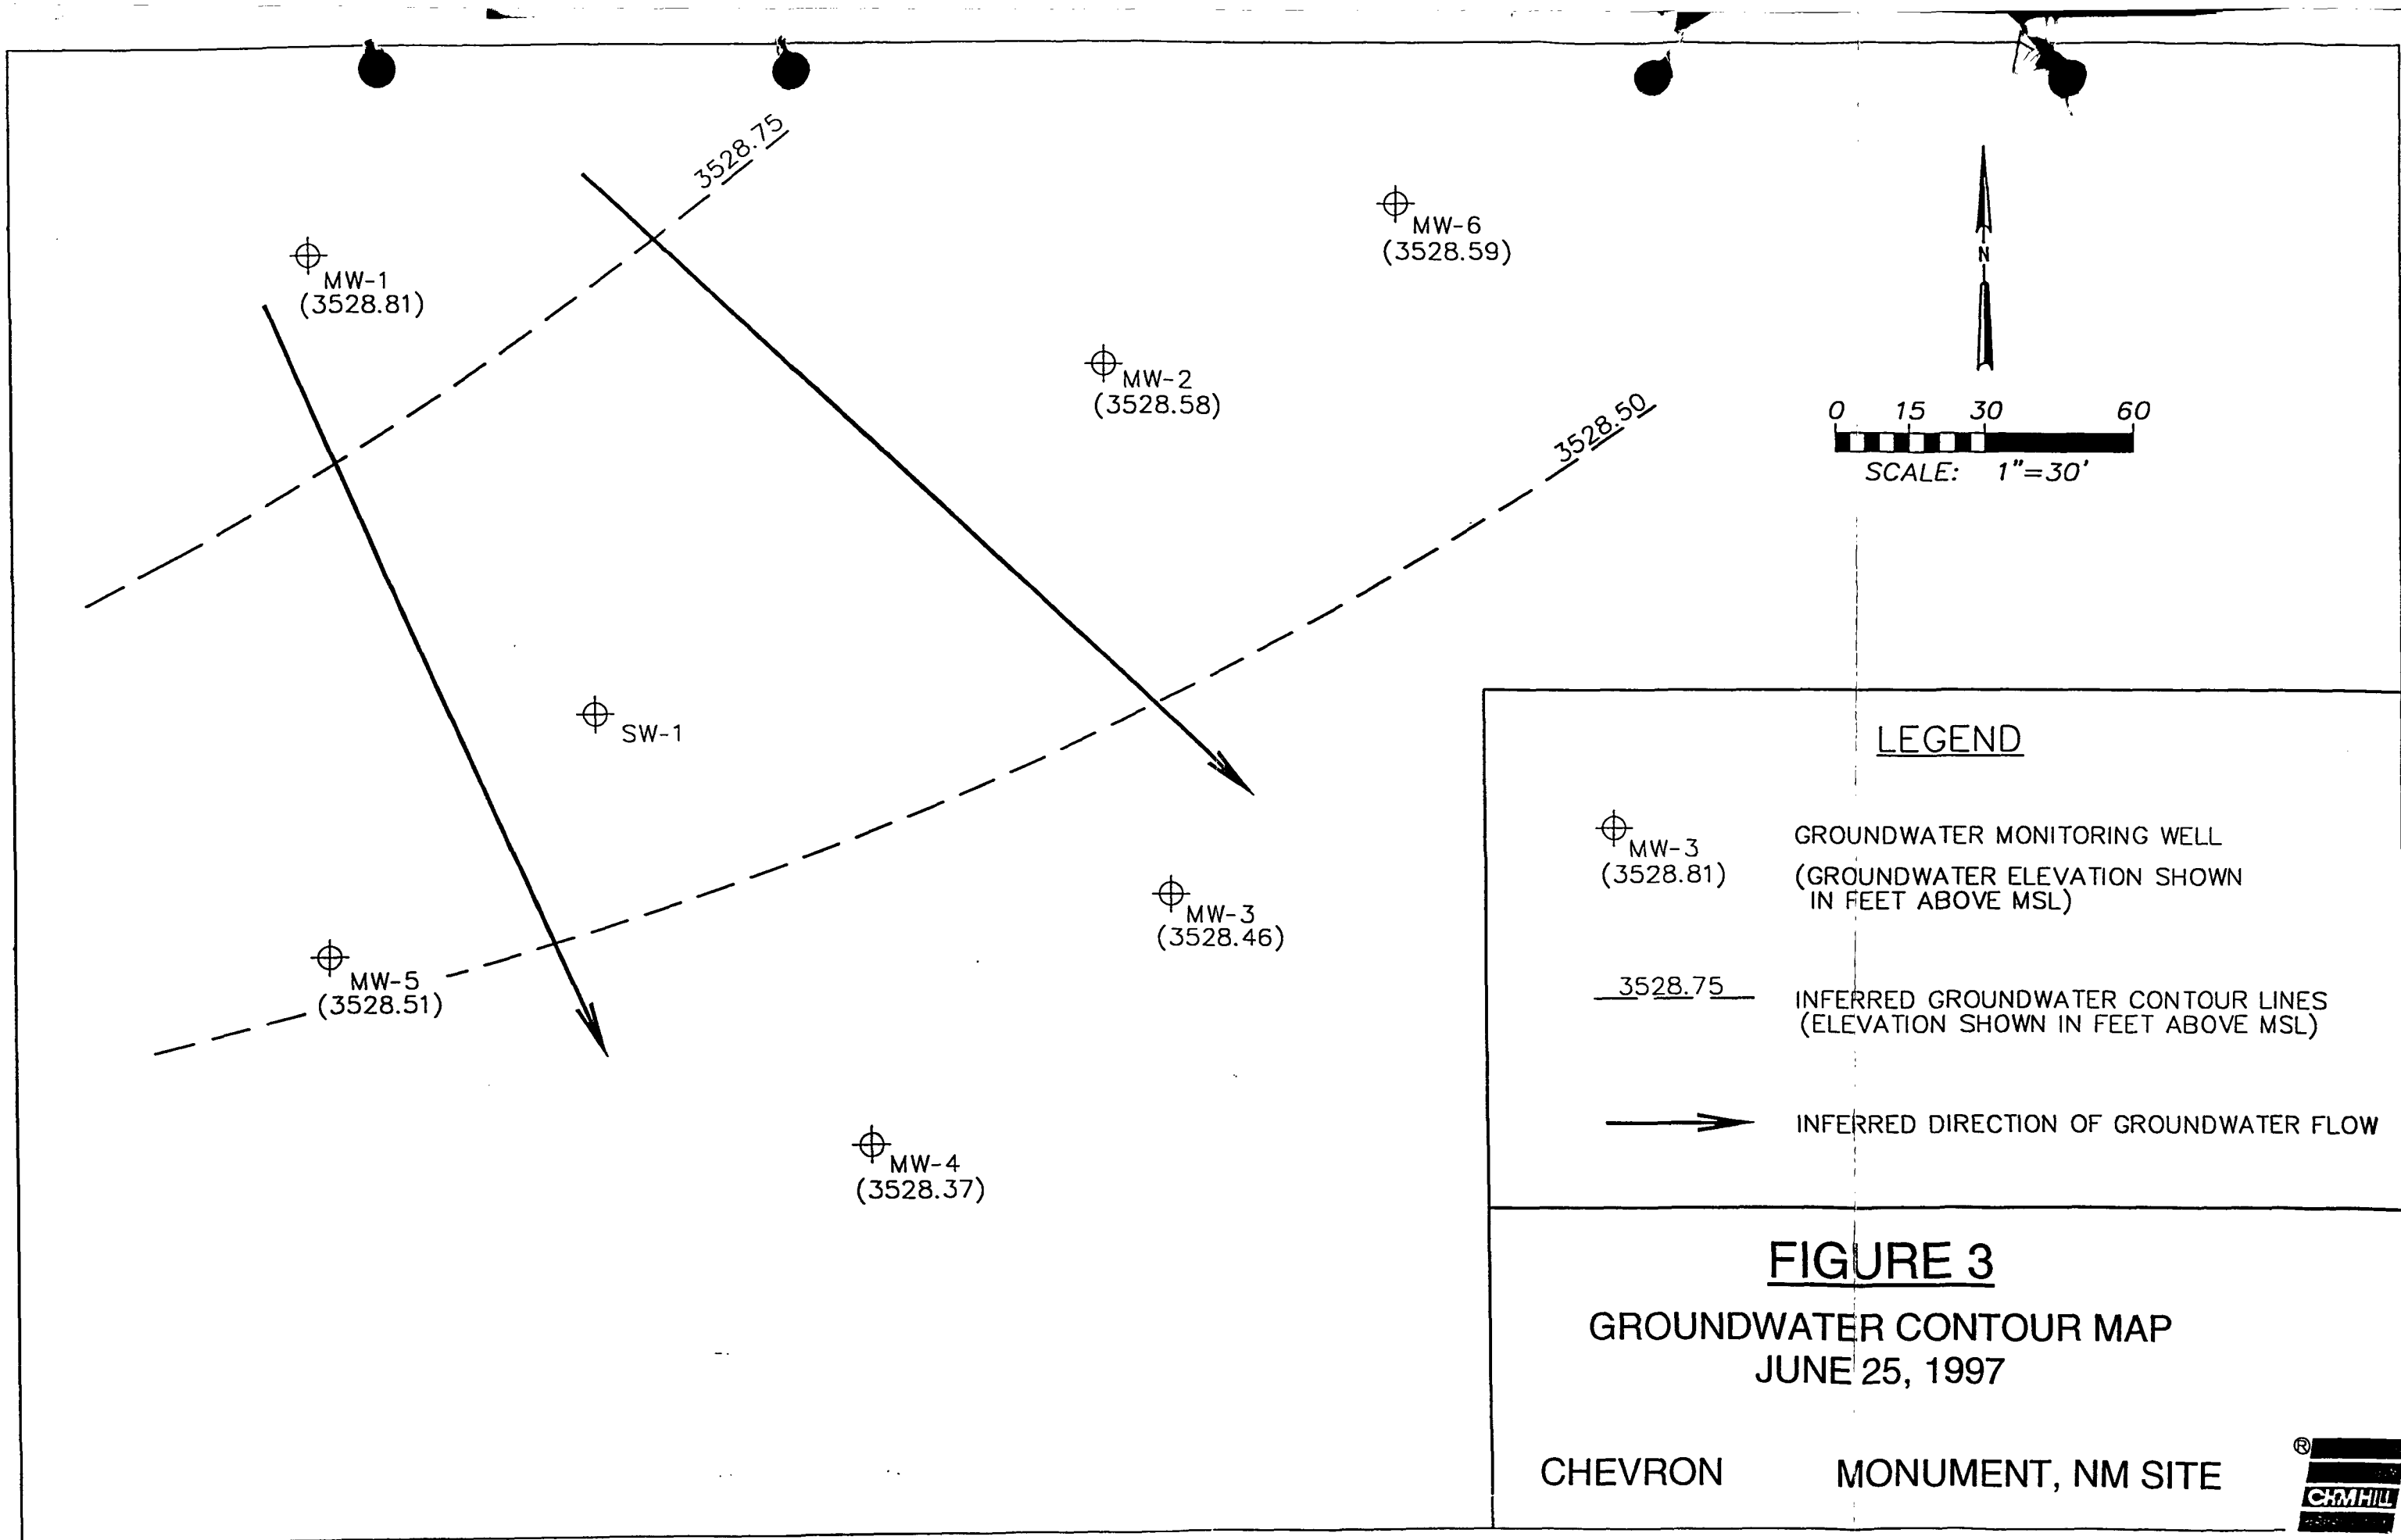 3528.75
MW-6
(3528.59)
MW-1
(3528.81)
N
MW-2
(3528.58)
3528.50
0 15 30 60
SCALE: 1"=30'
SW-1
LEGEND
MW-3
(3528.81)
GROUNDWATER MONITORING WELL
(GROUNDWATER ELEVATION SHOWN
IN FEET ABOVE MSL)
MW-3
(3528.46)
MW-5
(3528.51)
3528.75
INFERRED GROUNDWATER CONTOUR LINES
(ELEVATION SHOWN IN FEET ABOVE MSL)
INFERRED DIRECTION OF GROUNDWATER FLOW
MW-4
(3528.37)
FIGURE 3
GROUNDWATER CONTOUR MAP
JUNE 25, 1997
CHEVRON MONUMENT, NM SITE
®
CH2MHILL